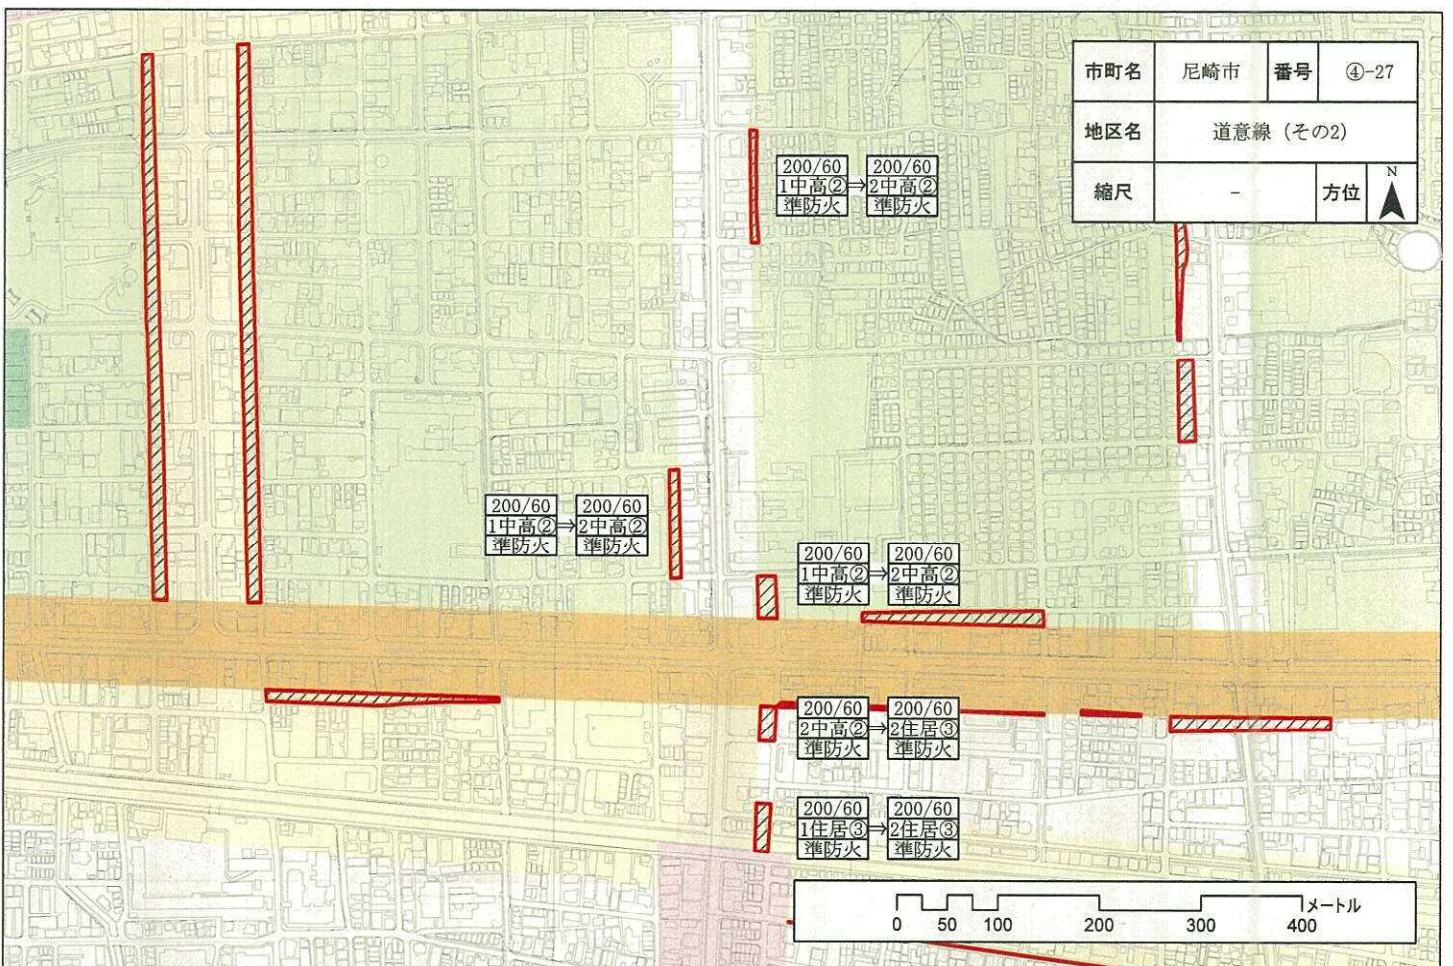 市町名 尼崎市 番号 ④-27
地区名 道意線（その2）
縮尺 - 方位 N
200/60 200/60
1中高②⇒2中高②
準防火 準防火
200/60 200/60
1中高②⇒2中高②
準防火 準防火
200/60 200/60
1中高②⇒2中高②
準防火 準防火
200/60 200/60
2中高②⇒2住居③
準防火 準防火
200/60 200/60
1住居③⇒2住居③
準防火 準防火
メートル
0 50 100 200 300 400